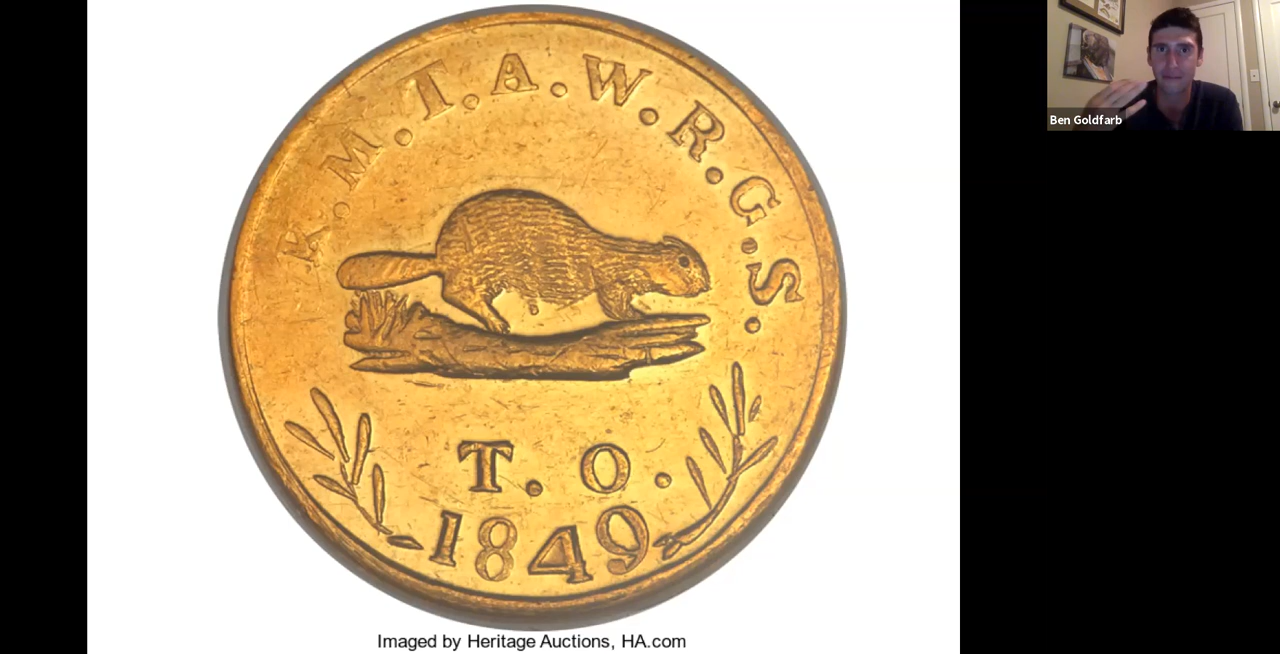 K.M.T.A.W.R.G.S.
T. O.
1849
Imaged by Heritage Auctions, HA.com
Ben Goldfarb